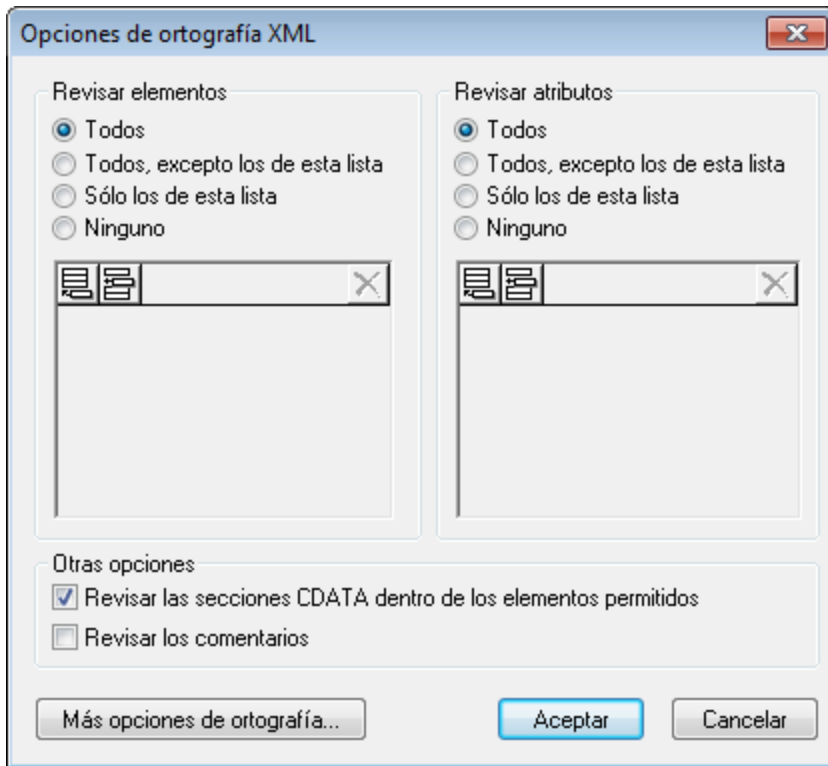 Opciones de ortografía XML
Revisar elementos
Todos
Todos, excepto los de esta lista
Sólo los de esta lista
Ninguno
Revisar atributos
Todos
Todos, excepto los de esta lista
Sólo los de esta lista
Ninguno
Otras opciones
Revisar las secciones CDATA dentro de los elementos permitidos
Revisar los comentarios
Más opciones de ortografía...
Aceptar
Cancelar